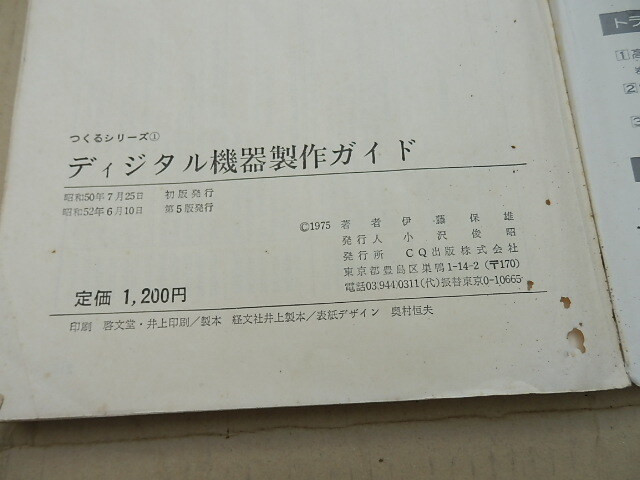 つくるシリーズ①
ディジタル機器製作ガイド
昭和50年7月25日 初版発行
昭和52年6月10日 第5版発行
©1975 著者 伊藤保雄
発行人 小沢俊昭
発行所 CQ出版株式会社
東京都豊島区巣鴨1-14-2(〒170)
電話03(944)0311(代)振替東京0-10665
定価 1,200円
印刷 啓文堂・井上印刷/製本 経文社井上製本/表紙デザイン 奥村恒夫
トラ
1高
2
3